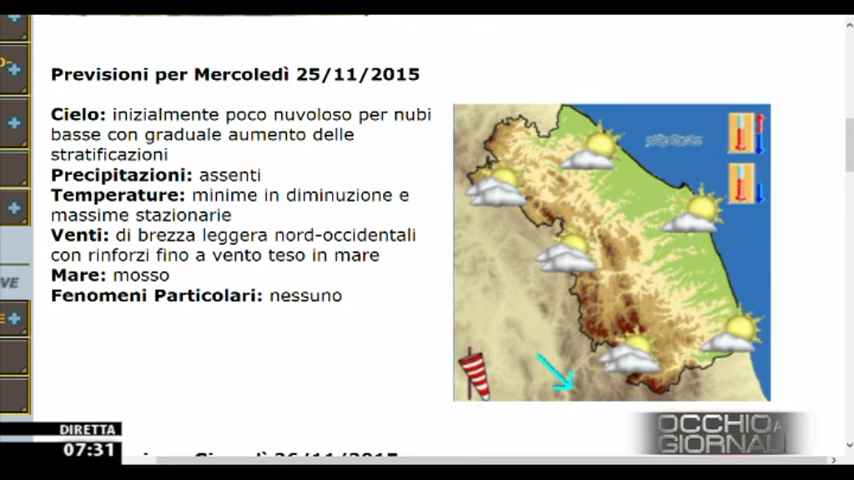 Previsioni per Mercoledì 25/11/2015
Cielo: inizialmente poco nuvoloso per nubi
basse con graduale aumento delle
stratificazioni
Precipitazioni: assenti
Temperature: minime in diminuzione e
massime stazionarie
Venti: di brezza leggera nord-occidentali
con rinforzi fino a vento teso in mare
Mare: mosso
Fenomeni Particolari: nessuno
VE
E
DIRETTA
07:31
OCCHIO AI
GIORNALI